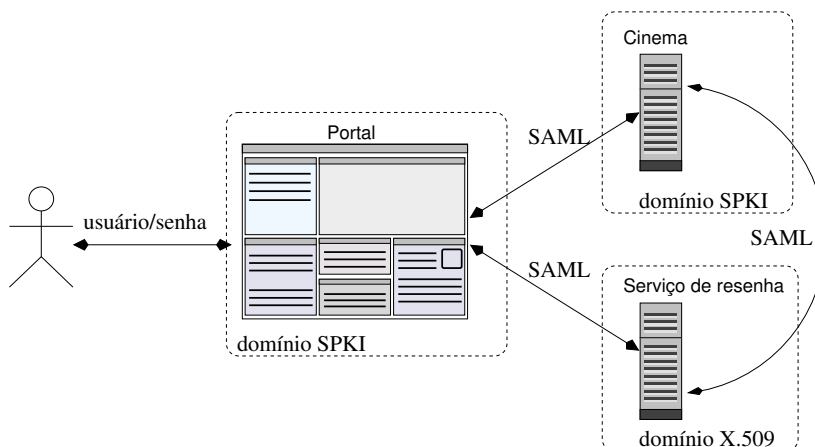 Cinema
Portal
SAML
usuário/senha
domínio SPKI
SAML
SAML
Serviço de resenha
domínio SPKI
domínio X.509